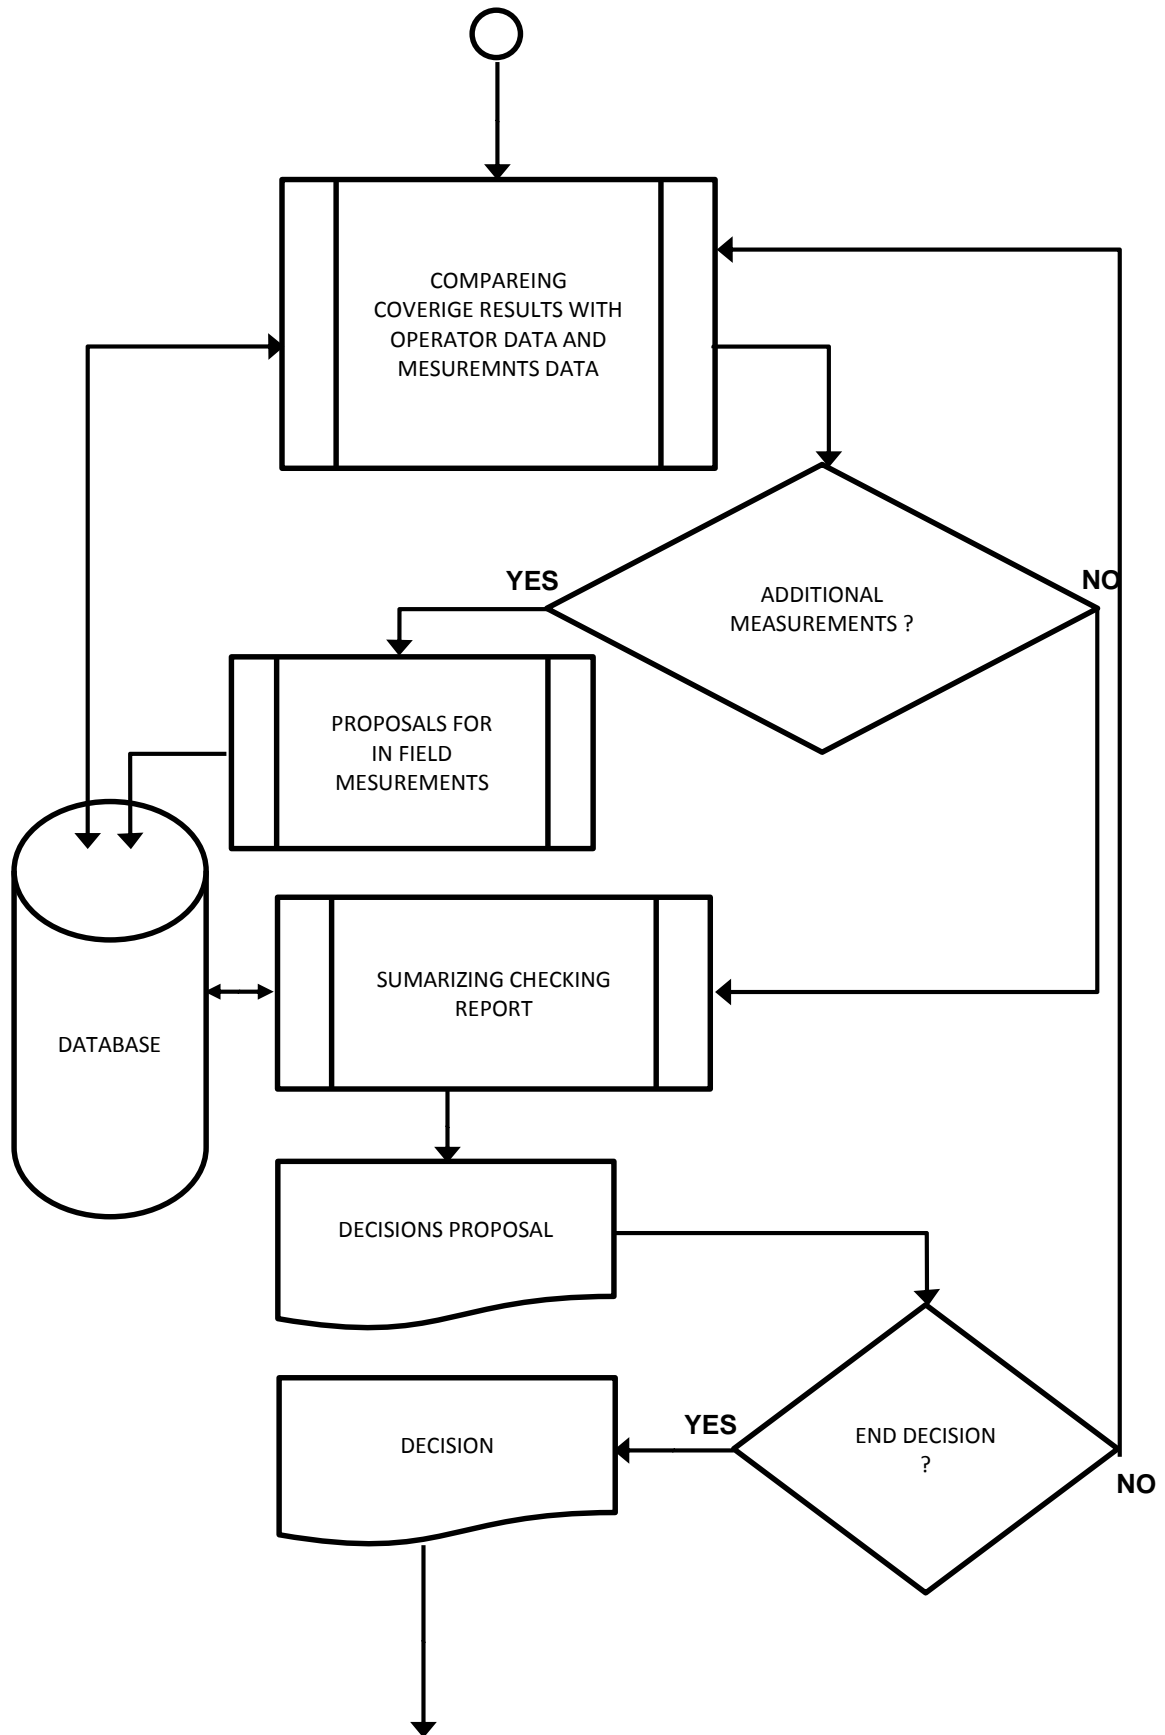 COMPAREING
COVERIGE RESULTS WITH
OPERATOR DATA AND
MESUREMNTS DATA
YES
NO
ADDITIONAL
MEASUREMENTS ?
PROPOSALS FOR
IN FIELD
MESUREMENTS
SUMARIZING CHECKING
REPORT
DATABASE
DECISIONS PROPOSAL
YES
DECISION
END DECISION
?
NO